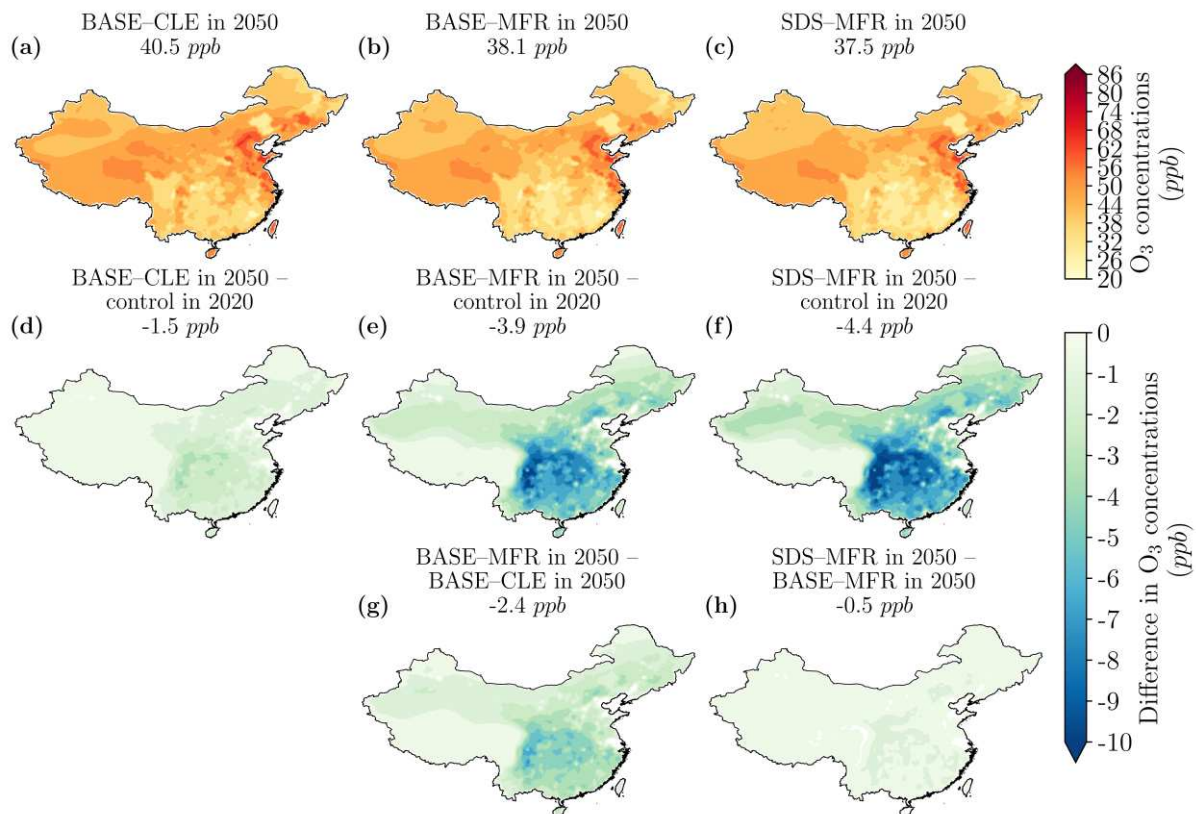 BASE–CLE in 2050
(a) 40.5 ppb
BASE–MFR in 2050
(b) 38.1 ppb
SDS–MFR in 2050
(c) 37.5 ppb
86
80
74
68
62
56
50
44
38
32
26
20
O3 concentrations
(ppb)
BASE–CLE in 2050 –
control in 2020
(d) -1.5 ppb
BASE–MFR in 2050 –
control in 2020
(e) -3.9 ppb
SDS–MFR in 2050 –
control in 2020
(f) -4.4 ppb
BASE–MFR in 2050 –
BASE–CLE in 2050
(g) -2.4 ppb
SDS–MFR in 2050 –
BASE–MFR in 2050
(h) -0.5 ppb
0
-1
-2
-3
-4
-5
-6
-7
-8
-9
-10
Difference in O3 concentrations
(ppb)